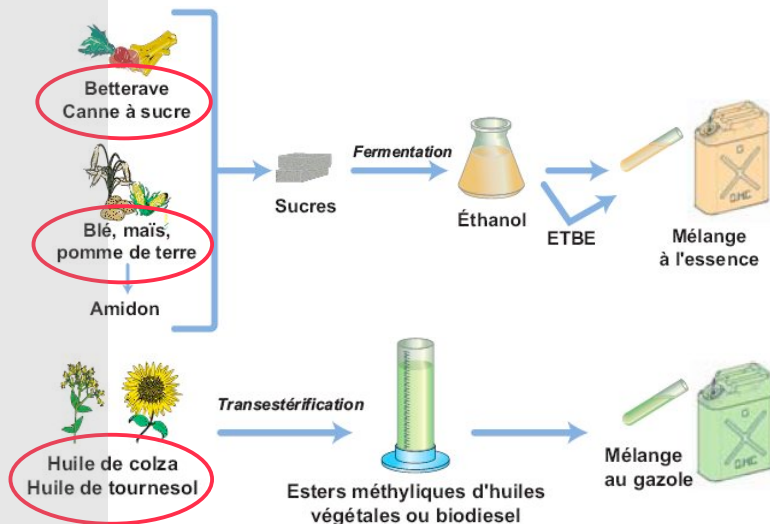 Betterave
Canne à sucre
Blé, maïs,
pomme de terre
Amidon
Sucres
Fermentation
Éthanol
ETBE
Mélange
à l'essence
Huile de colza
Huile de tournesol
Transestérification
Esters méthyliques d'huiles
végétales ou biodiesel
Mélange
au gazole